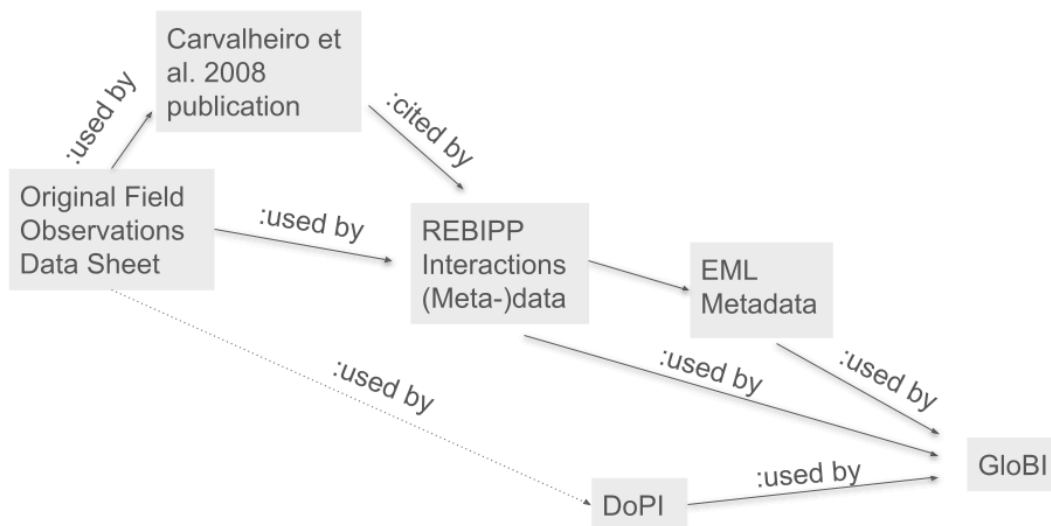 Carvalheiro et
al. 2008
publication
:used by
:cited by
Original Field
Observations
Data Sheet
:used by
REBIPP
Interactions
(Meta-)data
EML
Metadata
:used by
:used by
:used by
GloBI
:used by
DoPI